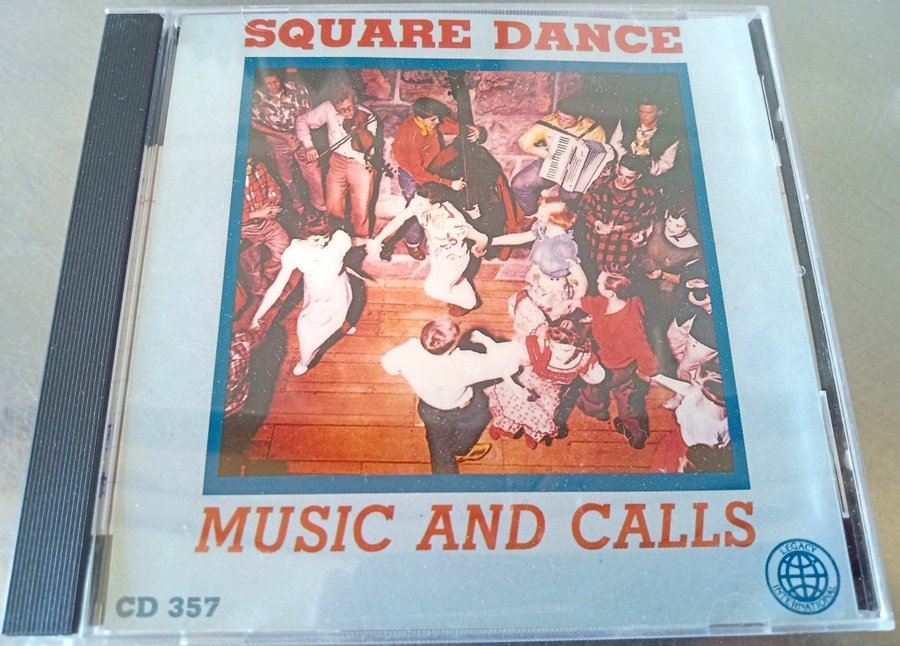 SQUARE DANCE
MUSIC AND CALLS
CD 357
LEGACY
INTERNATIONAL